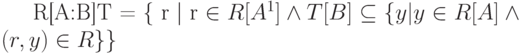 R[A:B]T = { r | r ∈ R[A¹] ∧ T[B] ⊆ {y|y ∈ R[A] ∧
(r, y) ∈ R}}